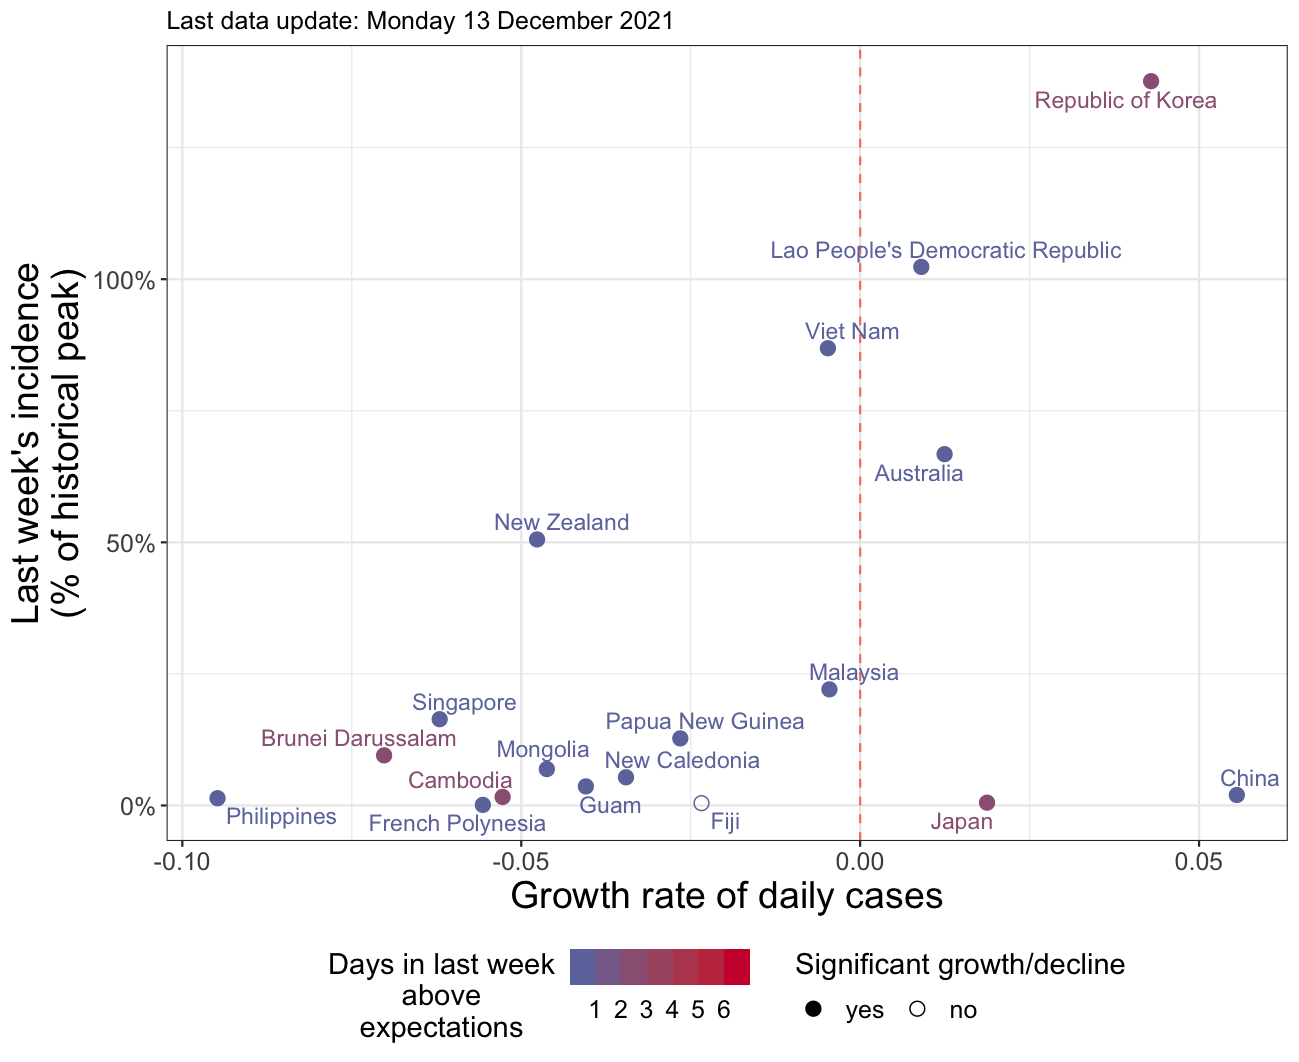 Last data update: Monday 13 December 2021
Last week's incidence
(% of historical peak)
100%
50%
0%
Republic of Korea
Lao People's Democratic Republic
Viet Nam
Australia
New Zealand
Malaysia
Singapore
Papua New Guinea
Brunei Darussalam
Mongolia
New Caledonia
Cambodia
China
Guam
Philippines
French Polynesia
Fiji
Japan
-0.10
-0.05
0.00
0.05
Growth rate of daily cases
Days in last week
above
expectations
1 2 3 4 5 6
Significant growth/decline
yes
no